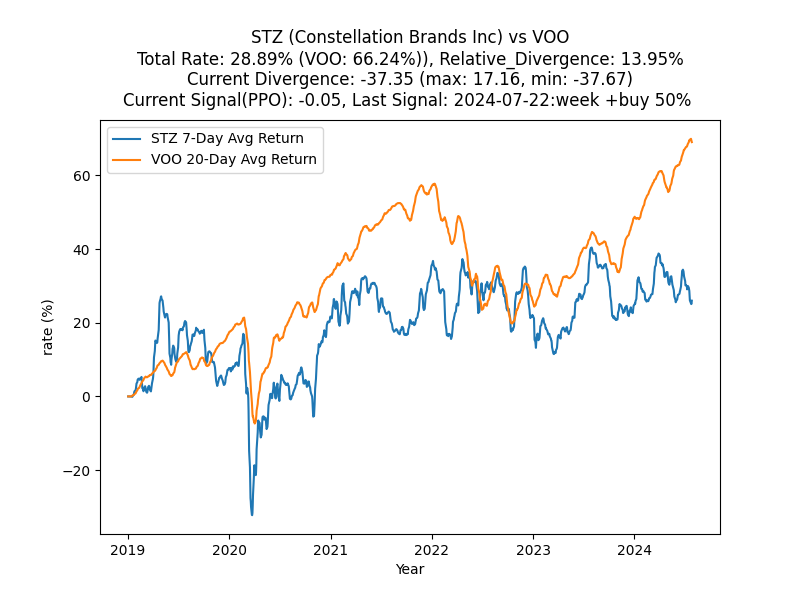 STZ (Constellation Brands Inc) vs VOO
Total Rate: 28.89% (VOO: 66.24%)), Relative_Divergence: 13.95%
Current Divergence: -37.35 (max: 17.16, min: -37.67)
Current Signal(PPO): -0.05, Last Signal: 2024-07-22:week +buy 50%
STZ 7-Day Avg Return
VOO 20-Day Avg Return
60
40
20
0
−20
rate (%)
2019 2020 2021 2022 2023 2024
Year